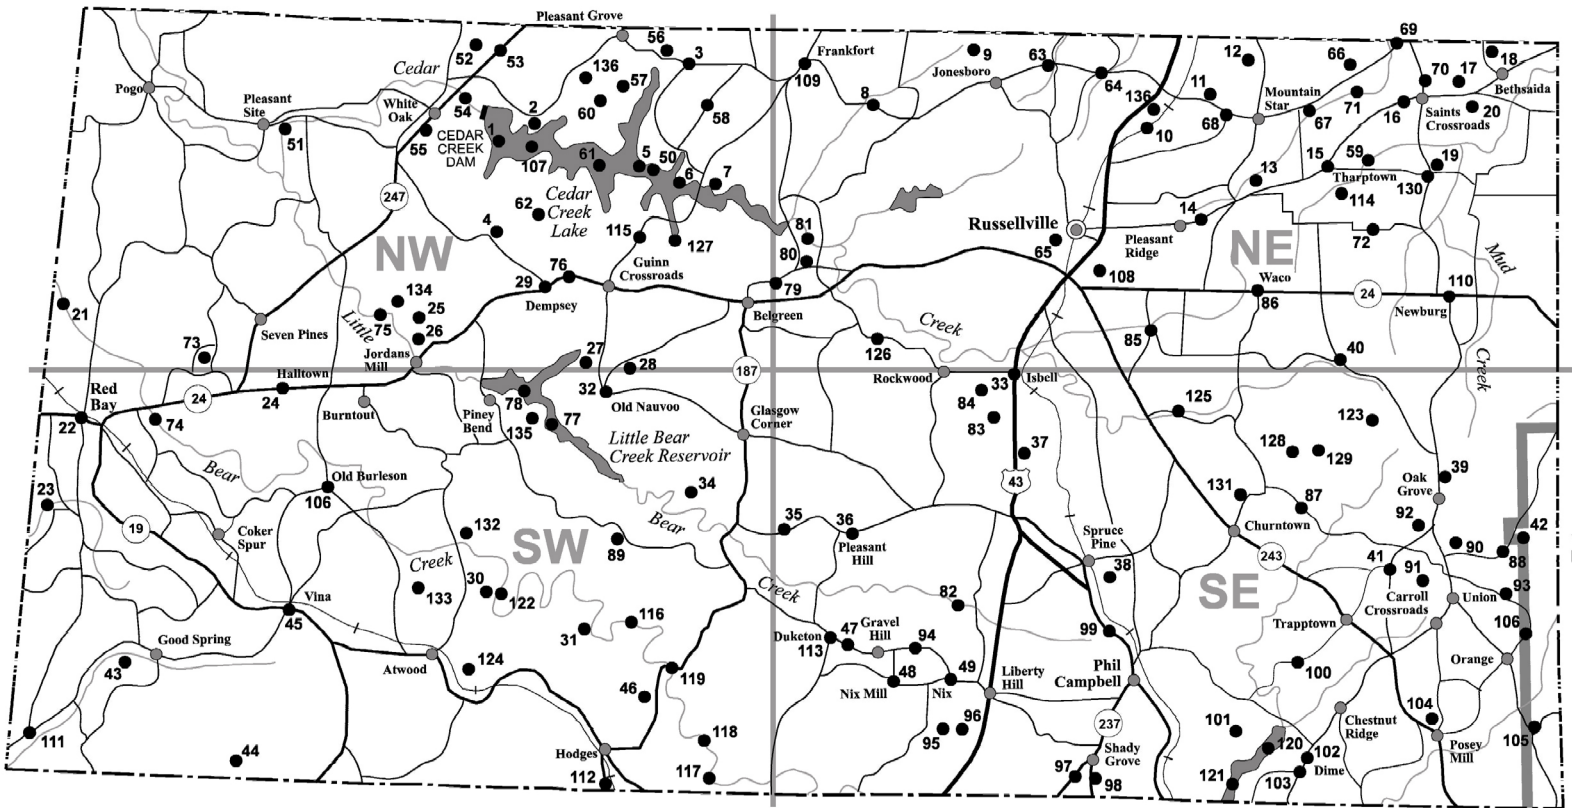 Pleasant Grove
56
69
52
53
3
Frankfort
9
63
12
66
18
Cedar
136
57
109
Jonesboro
64
11
70
17
Bethsaida
Pogo
Pleasant
Site
White
Oak
54
2
60
58
8
136
Mountain
Star
71
16
20
Saints
Crossroads
51
55
1
CEDAR
CREEK
DAM
107
61
5
50
6
7
10
68
67
15
59
19
Tharptown
130
13
114
247
62
Cedar
Creek
Lake
4
115
127
81
80
Russellville
65
14
Pleasant
Ridge
72
NW
NE
Mud
76
Guinn
Crossroads
29
Dempsey
79
108
Waco
86
24
110
Newburg
21
134
25
75
26
Seven Pines
Little
Belgreen
Creek
85
73
Jordans
Mill
27
28
126
40
Creek
Halltown
24
187
Rockwood
33
Isbell
Red
Bay
24
Burntout
Piney
Bend
78
32
Old Nauvoo
84
22
74
135
77
Glasgow
Corner
83
125
123
Little Bear
Creek Reservoir
37
128
129
Bear
Old Burleson
106
34
43
39
Oak
Grove
23
19
Coker
Spur
132
Bear
35
36
Pleasant
Hill
131
87
Churntown
92
42
SW
89
Spruce
Pine
243
90
88
Creek
30
122
133
Creek
38
SE
41
91
Carroll
Crossroads
93
Union
Vina
45
116
31
82
Trapptown
106
Good Spring
Duketon
113
47
Gravel
Hill
94
99
43
Atwood
124
119
48
Nix Mill
49
Nix
Liberty
Hill
Phil
Campbell
100
Orange
46
111
118
95
96
237
101
Chestnut
Ridge
104
Posey
Mill
105
44
Hodges
112
117
97
Shady
Grove
98
120
121
102
Dime
103